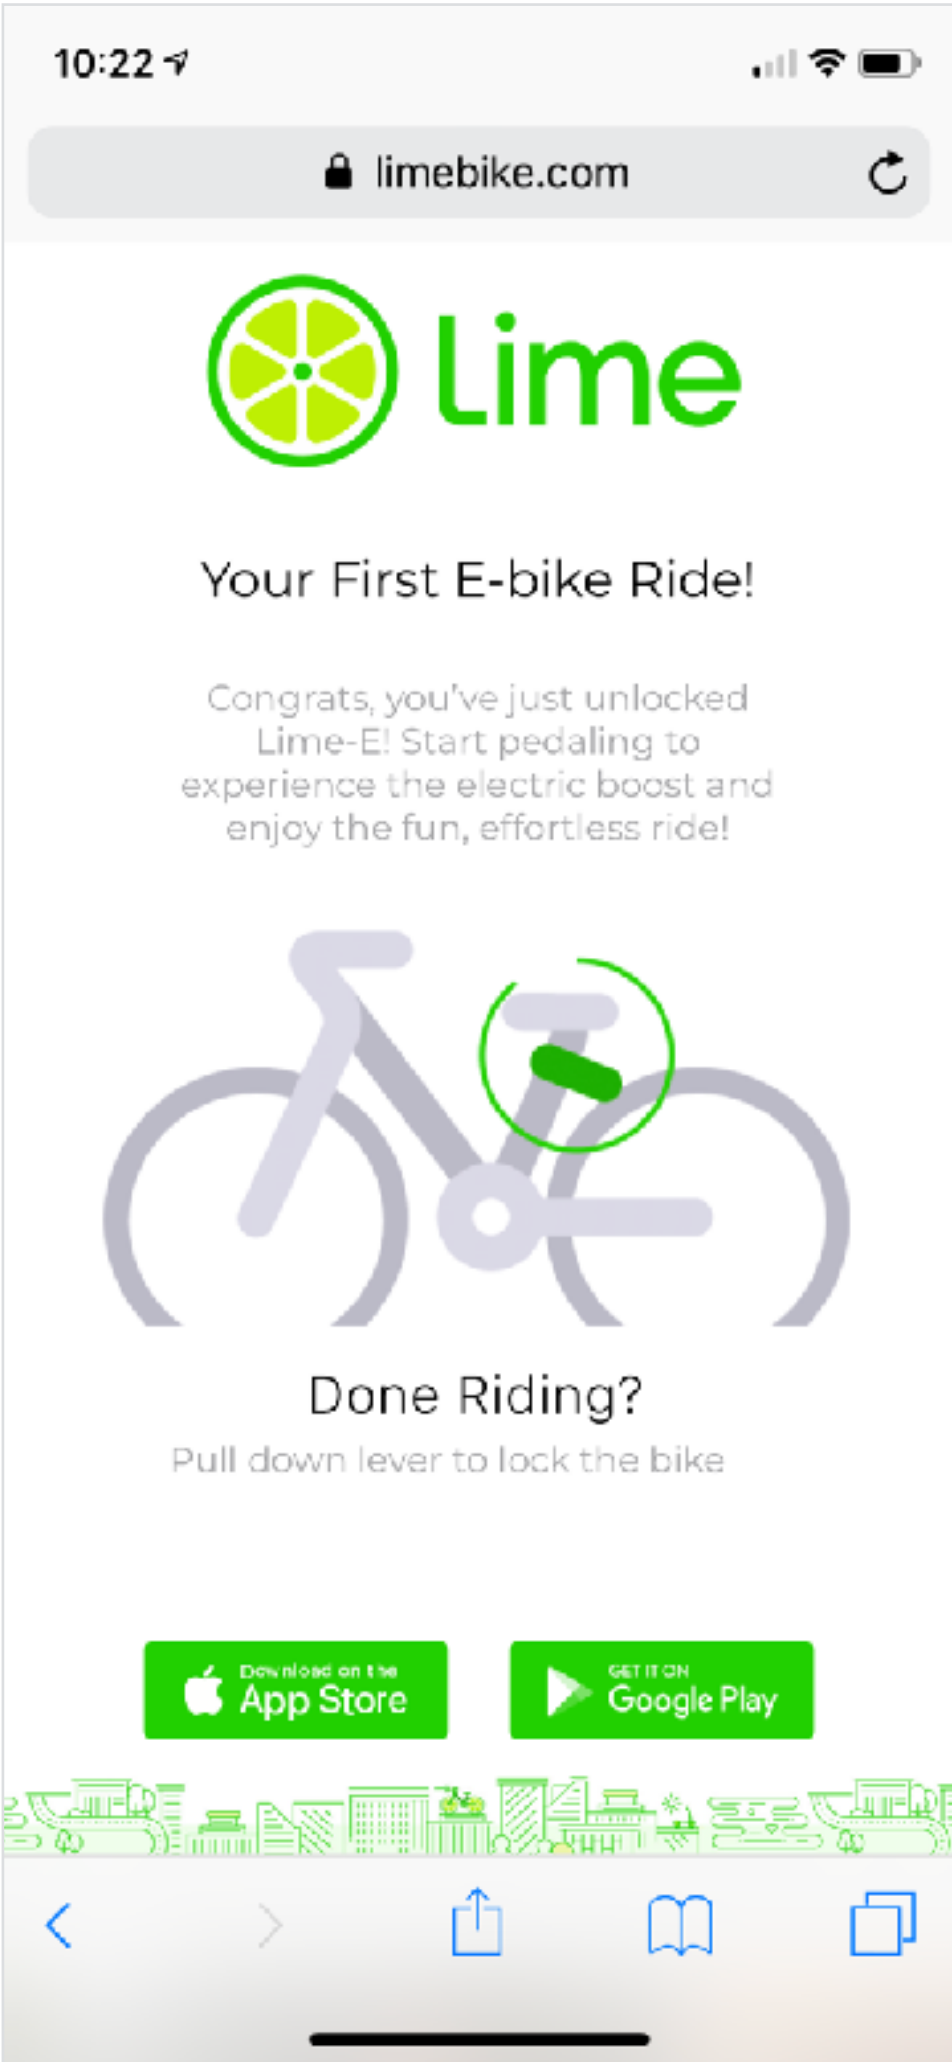 10:22
limebike.com
Lime
Your First E-bike Ride!
Congrats, you've just unlocked
Lime-E! Start pedaling to
experience the electric boost and
enjoy the fun, effortless ride!
Done Riding?
Pull down lever to lock the bike
Download on the
App Store
GET IT ON
Google Play